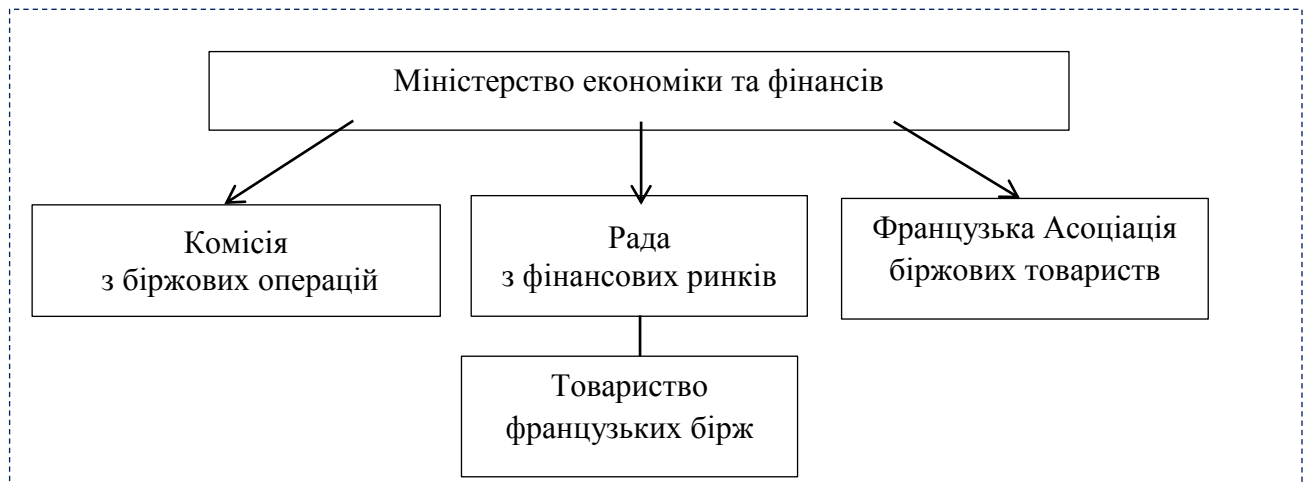 Міністерство економіки та фінансів
Комісія
з біржових операцій
Рада
з фінансових ринків
Французька Асоціація
біржових товариств
Товариство
французьких бірж